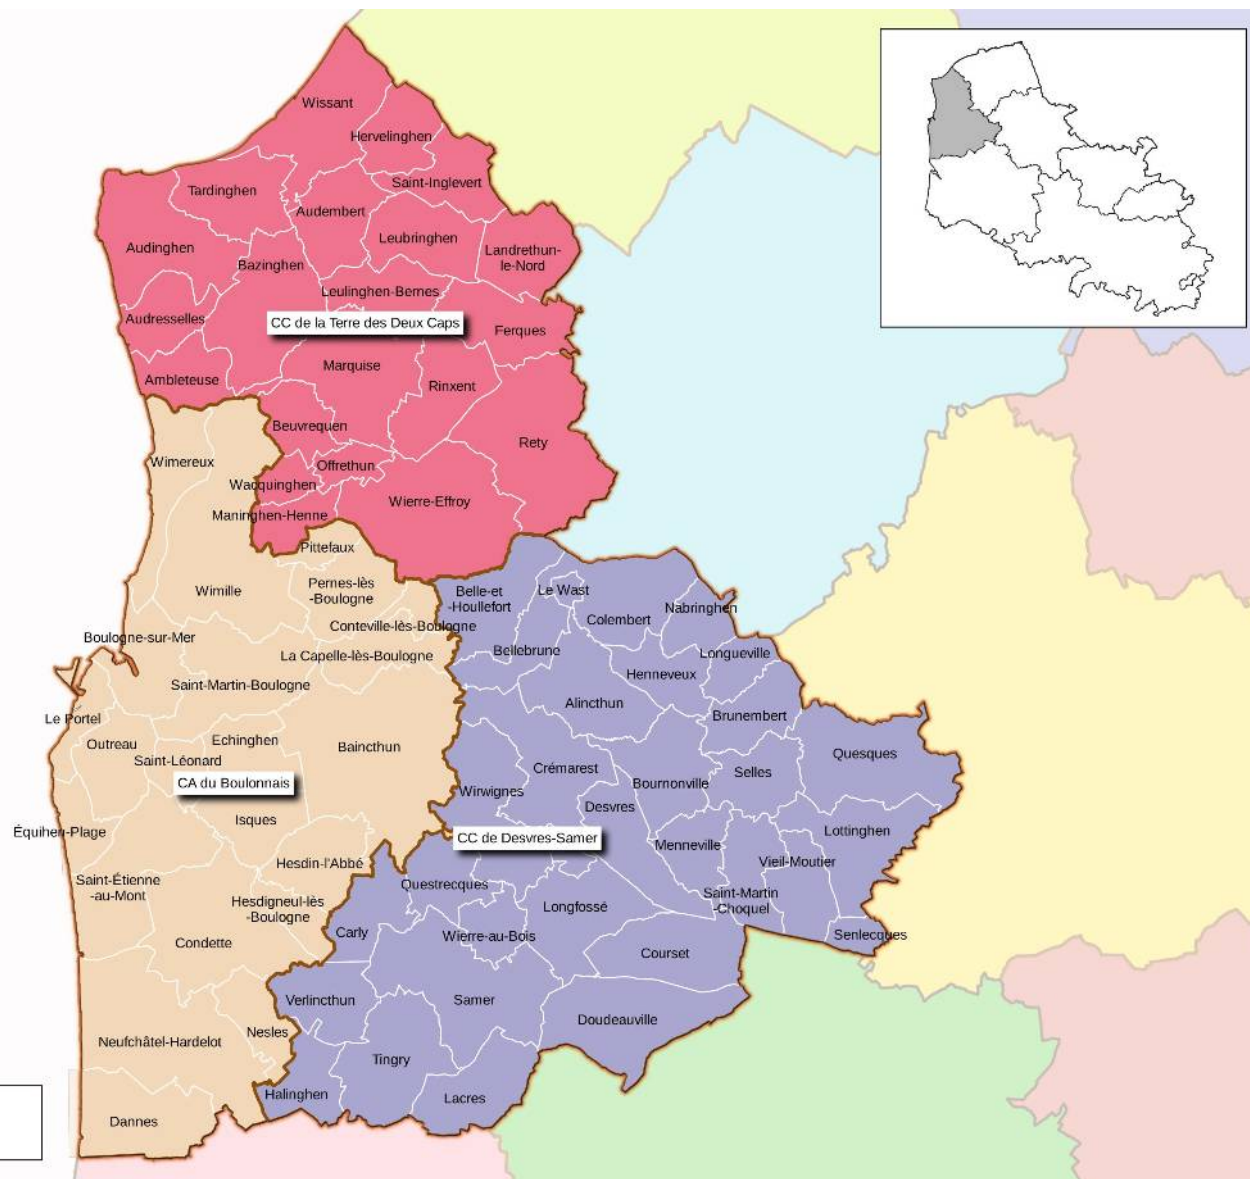 Wissant
Hervelinghen
Saint-Inglevert
Tardinghen
Audembert
Leubringhen
Audinghen
Landrethun-
le-Nord
Bazinghen
Leulinghen-Bernes
Audresselles
CC de la Terre des Deux Caps
Ferques
Marquise
Ambleteuse
Rinxent
Beuvrequen
Rety
Wimereux
Offrethun
Wacquinghen
Wierre-Effroy
Maninghen-Henne
Pittefaux
Wimille
Pernes-lès
-Boulogne
Belle-et
-Houllefort
Le Wast
Nabringhen
Colembert
Conteville-lès-Boulogne
Boulogne-sur-Mer
La Capelle-lès-Boulogne
Bellebrune
Longueville
Henneveux
Saint-Martin-Boulogne
Alincthun
Le Portel
Brunembert
Outreau
Echinghen
Baincthun
Quesques
Saint-Léonard
Crémarest
Selles
CA du Boulonnais
Bournonville
Wirwignes
Desvres
Isques
Équihen-Plage
Lottinghen
CC de Desvres-Samer
Menneville
Hesdin-l'Abbé
Vieil-Moutier
Saint-Étienne
-au-Mont
Questrecques
Saint-Martin
-Choquel
Hesdigneul-lès
-Boulogne
Longfossé
Carly
Wierre-au-Bois
Senlecques
Condette
Courset
Verlincthun
Samer
Doudeauville
Nesles
Neufchâtel-Hardelot
Tingry
Halinghen
Lacres
Dannes